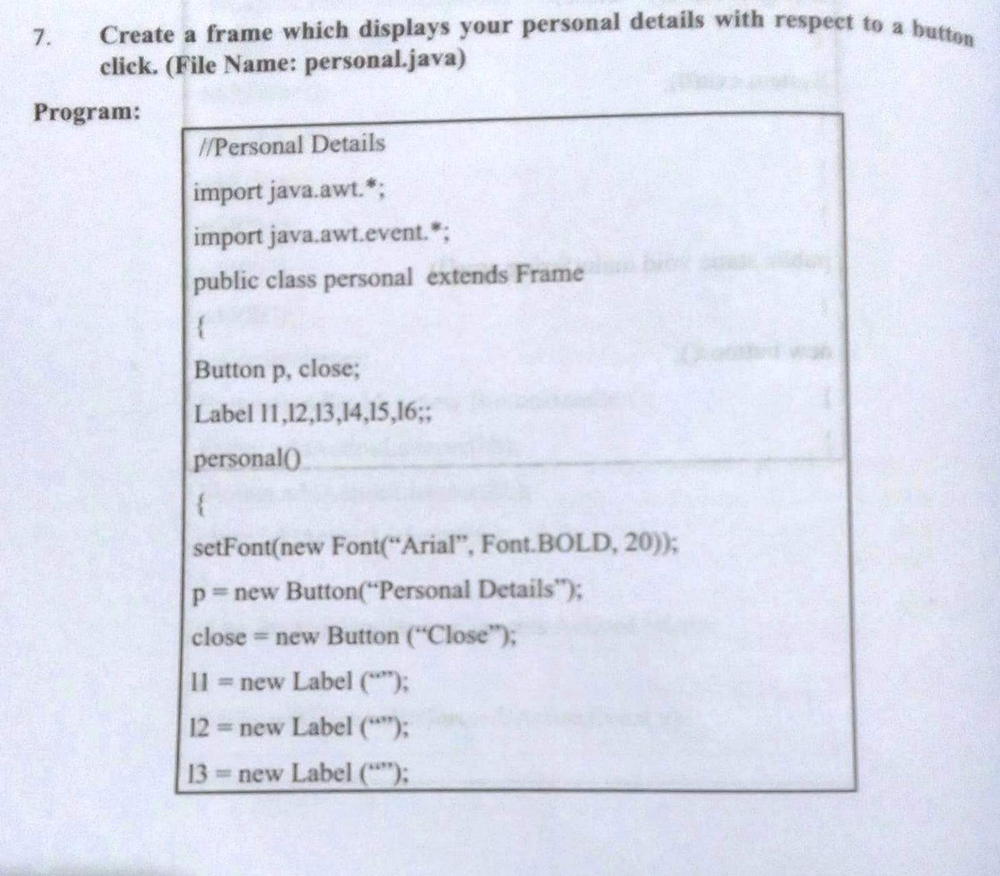 7. Create a frame which displays your personal details with respect to a button
click. (File Name: personal.java)
Program:
//Personal Details
import java.awt.*;
import java.awt.event.*;
public class personal extends Frame
{
Button p, close;
Label l1,l2,l3,l4,l5,l6;;
personal()
{
setFont(new Font(“Arial”, Font.BOLD, 20));
p = new Button(“Personal Details”);
close = new Button (“Close”);
l1 = new Label (“”);
l2 = new Label (“”);
l3 = new Label (“”);